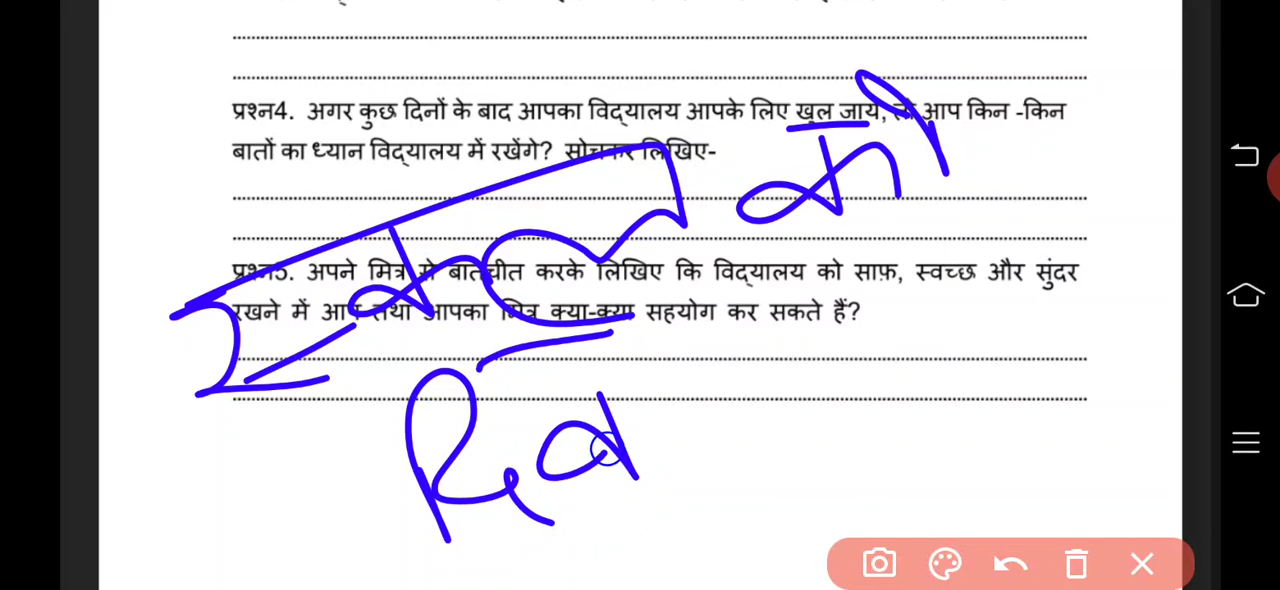 प्रश्न4. अगर कुछ दिनों के बाद आपका विद्यालय आपके लिए खुल जाये, तो आप किन -किन
बातों का ध्यान विद्यालय में रखेंगे? सोचकर लिखिए-
प्रश्न5. अपने मित्र से बातचीत करके लिखिए कि विद्यालय को साफ़, स्वच्छ और सुंदर
रखने में आप तथा आपका मित्र क्या-क्या सहयोग कर सकते हैं?